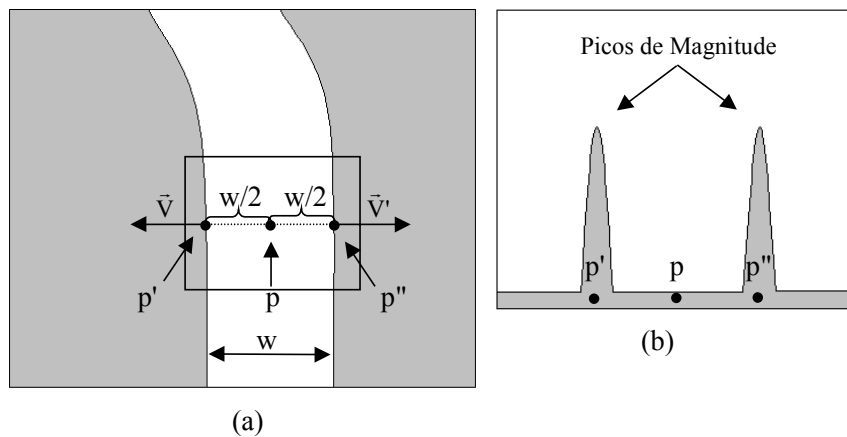 V⃗
w/2
w/2
V⃗'
p'
p
p"
w
(a)
Picos de Magnitude
p'
p
p"
(b)